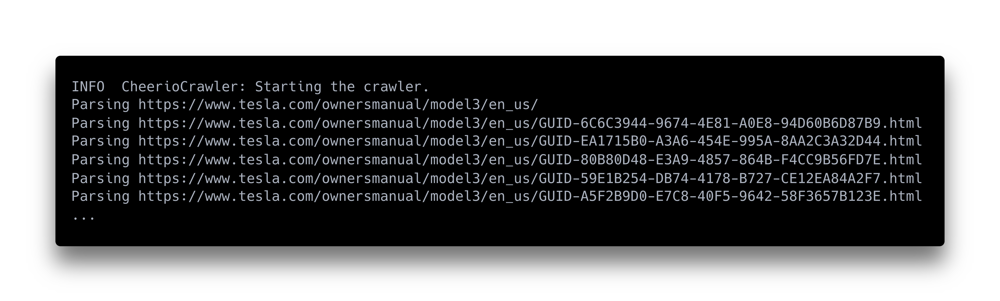 INFO  CheerioCrawler: Starting the crawler.
Parsing https://www.tesla.com/ownersmanual/model3/en_us/
Parsing https://www.tesla.com/ownersmanual/model3/en_us/GUID-6C6C3944-9674-4E81-A0E8-94D60B6D87B9.html
Parsing https://www.tesla.com/ownersmanual/model3/en_us/GUID-EA1715B0-A3A6-454E-995A-8AA2C3A32D44.html
Parsing https://www.tesla.com/ownersmanual/model3/en_us/GUID-80B80D48-E3A9-4857-864B-F4CC9B56FD7E.html
Parsing https://www.tesla.com/ownersmanual/model3/en_us/GUID-59E1B254-DB74-4178-B727-CE12EA84A2F7.html
Parsing https://www.tesla.com/ownersmanual/model3/en_us/GUID-A5F2B9D0-E7C8-40F5-9642-58F3657B123E.html
...